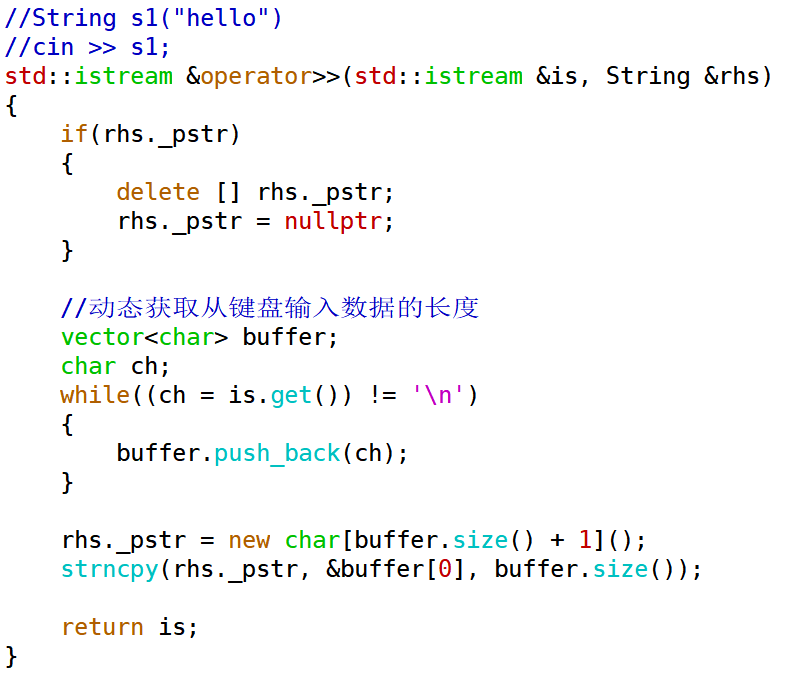 //String s1("hello")
//cin >> s1;
std::istream &operator>>(std::istream &is, String &rhs)
{
    if(rhs._pstr)
    {
        delete [] rhs._pstr;
        rhs._pstr = nullptr;
    }

    //动态获取从键盘输入数据的长度
    vector<char> buffer;
    char ch;
    while((ch = is.get()) != '\n')
    {
        buffer.push_back(ch);
    }

    rhs._pstr = new char[buffer.size() + 1]();
    strncpy(rhs._pstr, &buffer[0], buffer.size());

    return is;
}